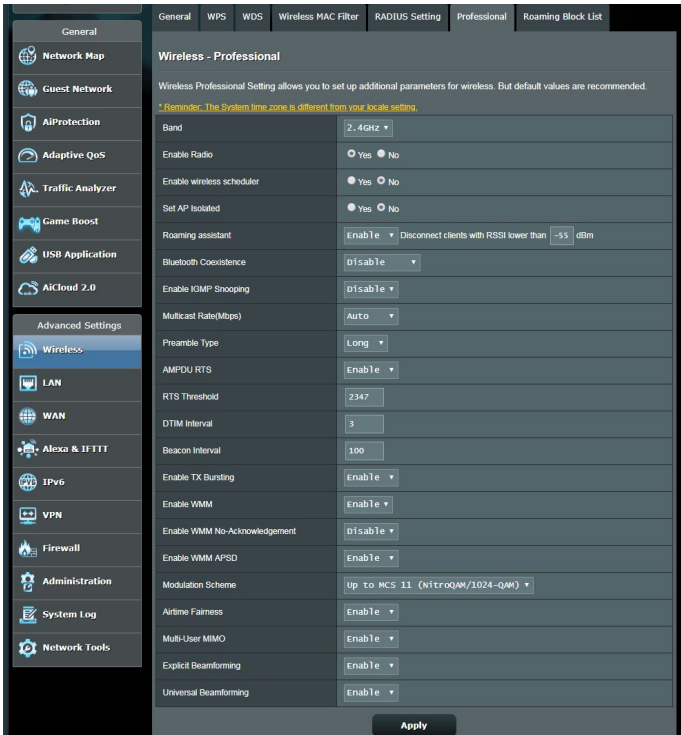 General
Network Map
Guest Network
AiProtection
Adaptive QoS
Traffic Analyzer
Game Boost
USB Application
AiCloud 2.0
Advanced Settings
Wireless
LAN
WAN
Alexa & IFTTT
IPv6
VPN
Firewall
Administration
System Log
Network Tools
General WPS WDS Wireless MAC Filter RADIUS Setting Professional Roaming Block List
Wireless - Professional
Wireless Professional Setting allows you to set up additional parameters for wireless. But default values are recommended.
* Reminder: The System time zone is different from your locale setting.
Band 2.4GHz
Enable Radio Yes No
Enable wireless scheduler Yes No
Set AP Isolated Yes No
Roaming assistant Enable Disconnect clients with RSSI lower than -55 dBm
Bluetooth Coexistence Disable
Enable IGMP Snooping Disable
Multicast Rate(Mbps) Auto
Preamble Type Long
AMPDU RTS Enable
RTS Threshold 2347
DTIM Interval 3
Beacon Interval 100
Enable TX Bursting Enable
Enable WMM Enable
Enable WMM No-Acknowledgement Disable
Enable WMM APSD Enable
Modulation Scheme Up to MCS 11 (NitroQAM/1024-QAM)
Airtime Fairness Enable
Multi-User MIMO Enable
Explicit Beamforming Enable
Universal Beamforming Enable
Apply